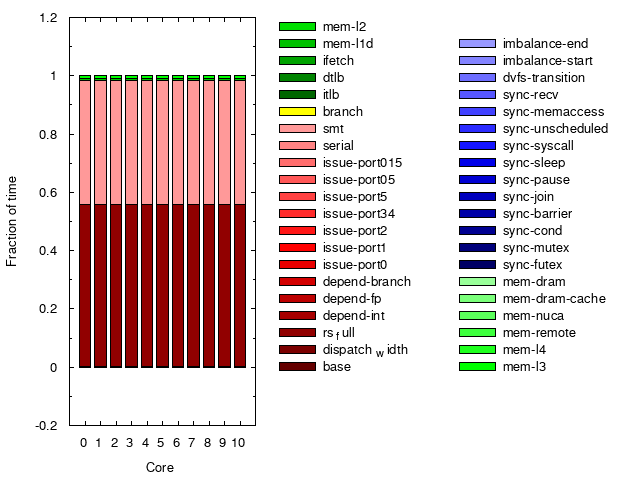 1.2
1
0.8
0.6
0.4
0.2
0
-0.2
Fraction of time
0 1 2 3 4 5 6 7 8 9 10
Core
mem-l2
mem-l1d
ifetch
dtlb
itlb
branch
smt
serial
issue-port015
issue-port05
issue-port5
issue-port34
issue-port2
issue-port1
issue-port0
depend-branch
depend-fp
depend-int
rs f ull
dispatch w idth
base
imbalance-end
imbalance-start
dvfs-transition
sync-recv
sync-memaccess
sync-unscheduled
sync-syscall
sync-sleep
sync-pause
sync-join
sync-barrier
sync-cond
sync-mutex
sync-futex
mem-dram
mem-dram-cache
mem-nuca
mem-remote
mem-l4
mem-l3